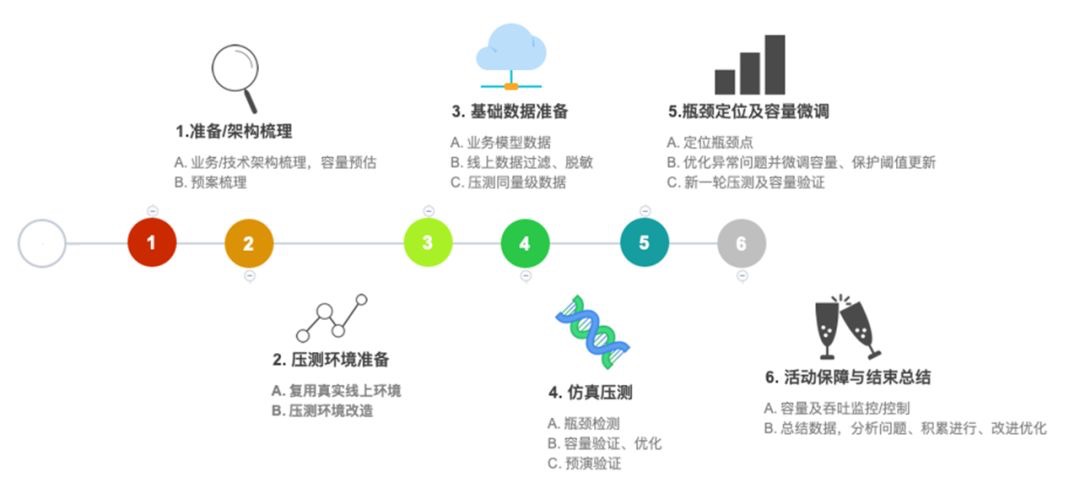 1.准备/架构梳理
A. 业务/技术架构梳理，容量预估
B. 预案梳理
3. 基础数据准备
A. 业务模型数据
B. 线上数据过滤、脱敏
C. 压测同量级数据
5.瓶颈定位及容量微调
A. 定位瓶颈点
B. 优化异常问题并微调容量、保护阈值更新
C. 新一轮压测及容量验证
1
2
3
4
5
6
2. 压测环境准备
A. 复用真实线上环境
B. 压测环境改造
4. 仿真压测
A. 瓶颈检测
B. 容量验证、优化
C. 预演验证
6. 活动保障与结束总结
A. 容量及吞吐监控/控制
B. 总结数据，分析问题、积累进行、改进优化